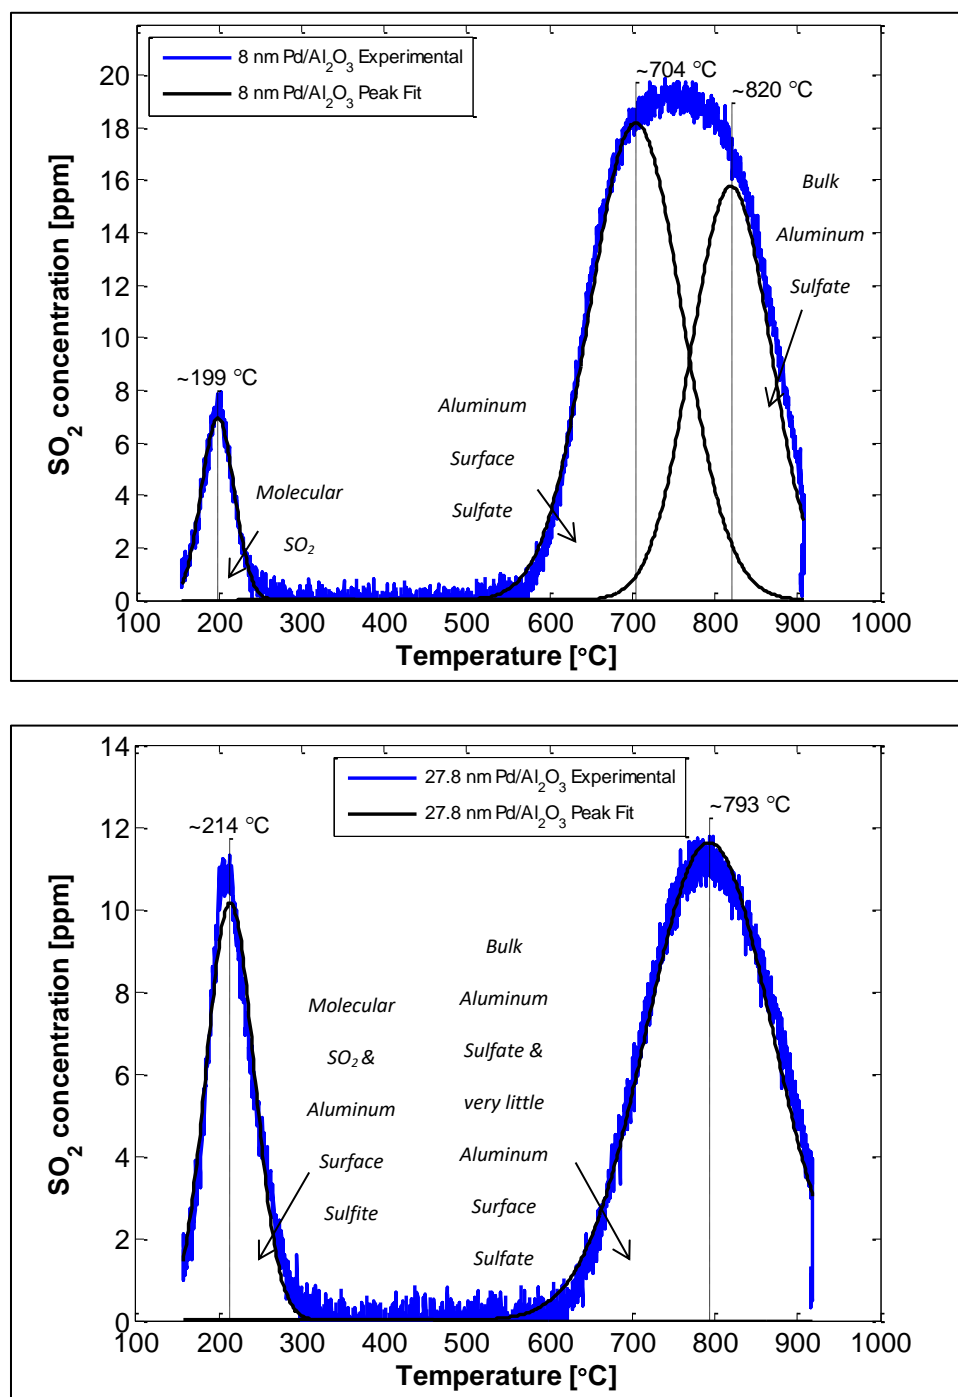 8 nm Pd/Al2O3 Experimental
8 nm Pd/Al2O3 Peak Fit
~704 °C
~820 °C
~199 °C
Bulk
Aluminum
Sulfate
Aluminum
Surface
Sulfate
Molecular
SO2
SO2 concentration [ppm]
20
18
16
14
12
10
8
6
4
2
0
100 200 300 400 500 600 700 800 900 1000
Temperature [°C]
27.8 nm Pd/Al2O3 Experimental
27.8 nm Pd/Al2O3 Peak Fit
~214 °C
~793 °C
Molecular
SO2 &
Aluminum
Surface
Sulfite
Bulk
Aluminum
Sulfate &
very little
Aluminum
Surface
Sulfate
SO2 concentration [ppm]
14
12
10
8
6
4
2
0
100 200 300 400 500 600 700 800 900 1000
Temperature [°C]